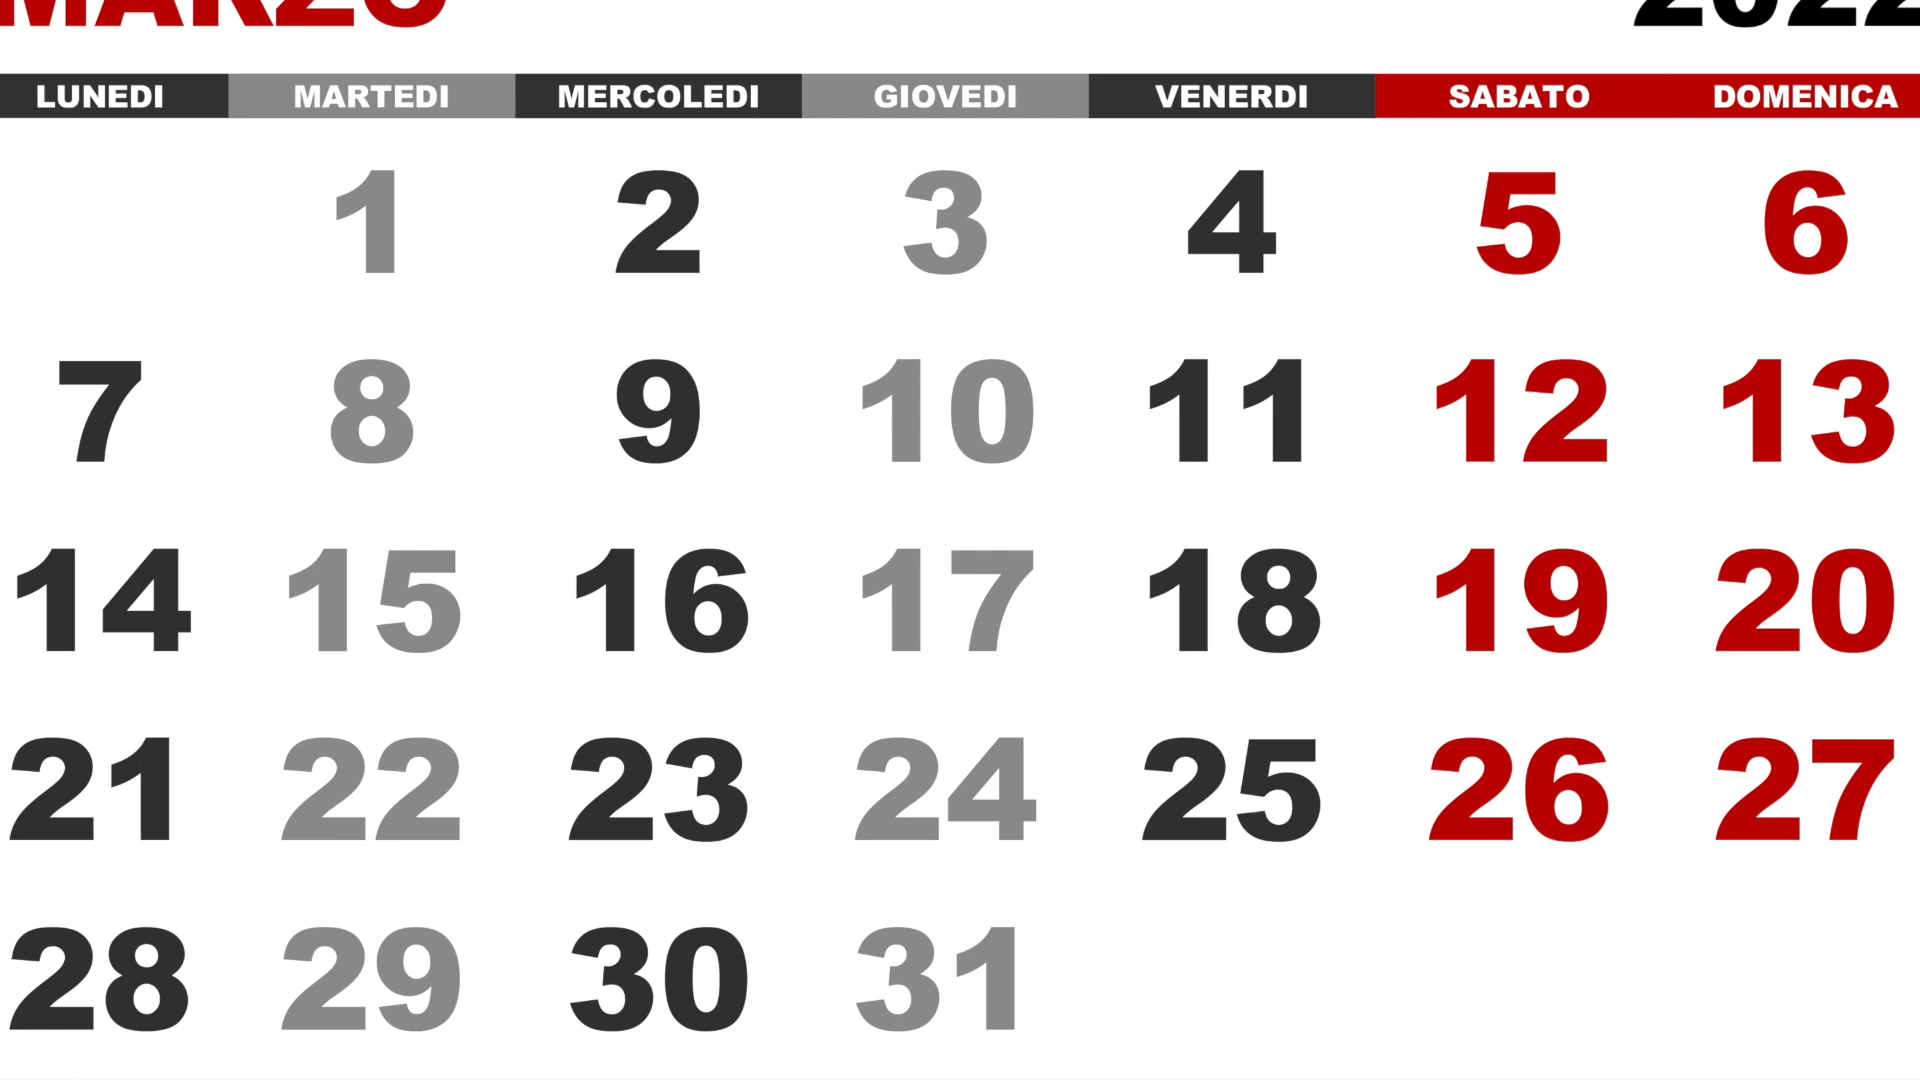 MARZO 2022
LUNEDI MARTEDI MERCOLEDI GIOVEDI VENERDI SABATO DOMENICA
1 2 3 4 5 6
7 8 9 10 11 12 13
14 15 16 17 18 19 20
21 22 23 24 25 26 27
28 29 30 31